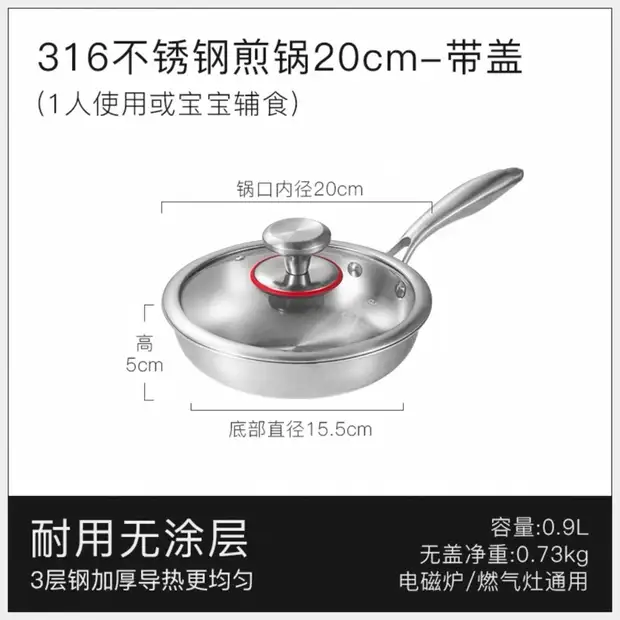 316不锈钢煎锅20cm-带盖
(1人使用或宝宝辅食)
锅口内径20cm
高
5cm
底部直径15.5cm
耐用无涂层
3层钢加厚导热更均匀
容量:0.9L
无盖净重:0.73kg
电磁炉/燃气灶通用